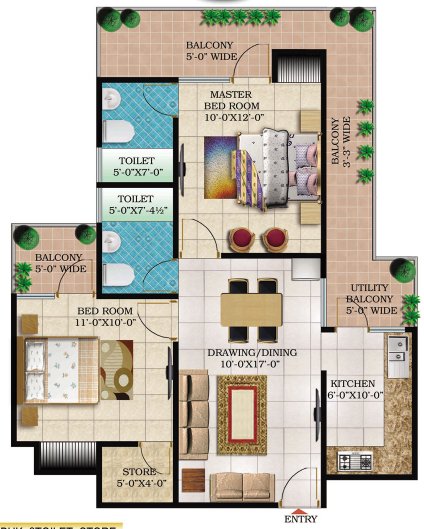 BALCONY
5'-0" WIDE
MASTER
BED ROOM
10'-0"X12'-0"
BALCONY
3'-3" WIDE
TOILET
5'-0"X7'-0"
TOILET
5'-0"X7'-4½"
BALCONY
5'-0" WIDE
UTILITY
BALCONY
5'-0" WIDE
BED ROOM
11'-0"X10'-0"
DRAWING/DINING
10'-0"X17'-0"
KITCHEN
6'-0"X10'-0"
STORE
5'-0"X4'-0"
ENTRY
STORE